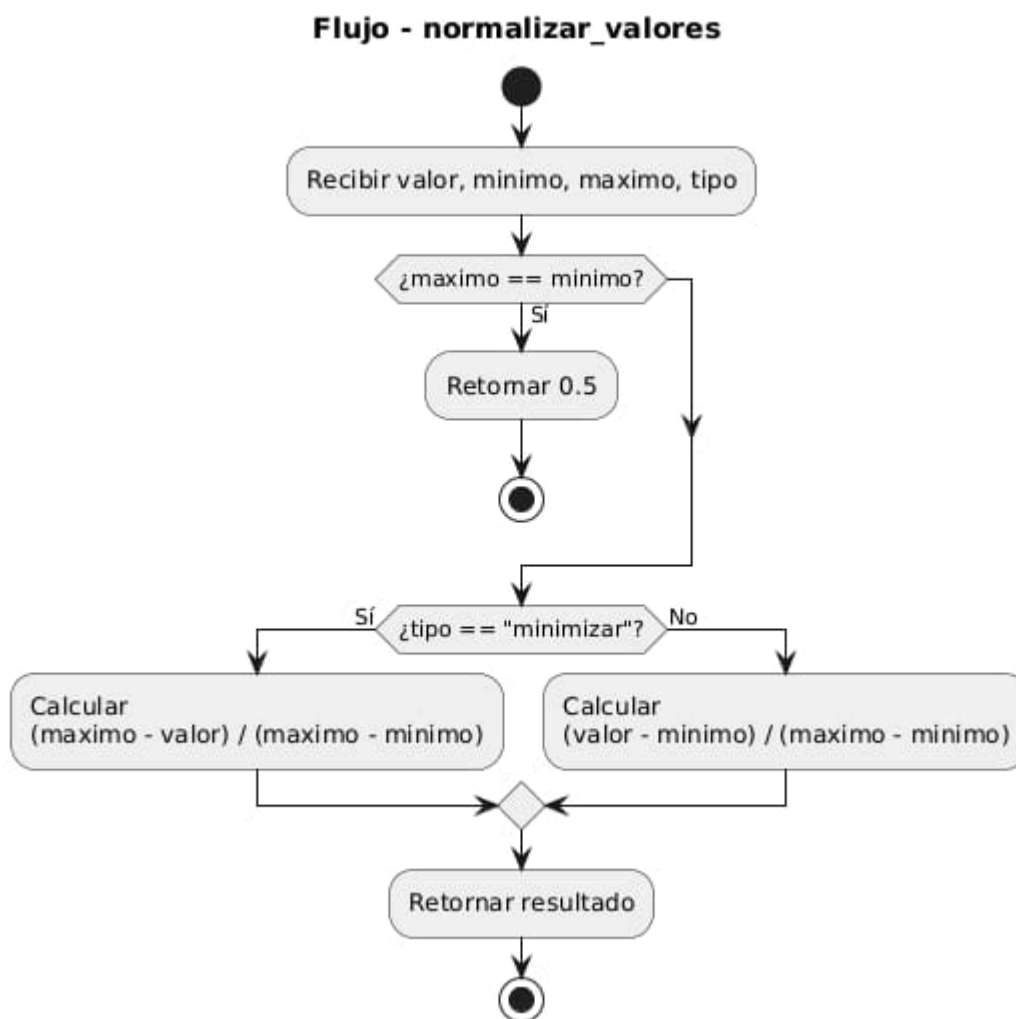 Flujo - normalizar_valores
Recibir valor, minimo, maximo, tipo
¿maximo == minimo?
Sí
Retornar 0.5
Sí
¿tipo == "minimizar"?
No
Calcular
(maximo - valor) / (maximo - minimo)
Calcular
(valor - minimo) / (maximo - minimo)
Retornar resultado